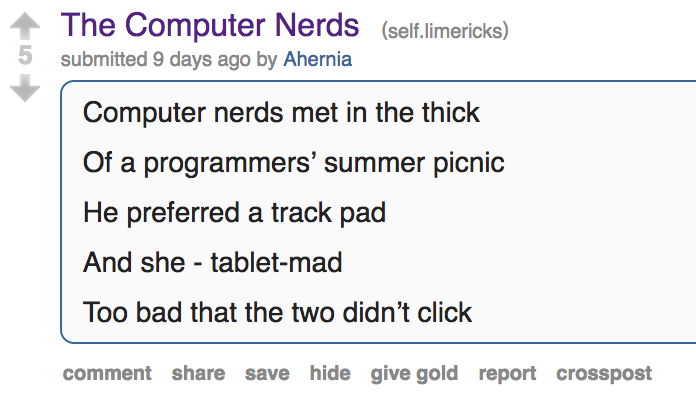 The Computer Nerds (self.limericks)
5
submitted 9 days ago by Ahernia
Computer nerds met in the thick
Of a programmers’ summer picnic
He preferred a track pad
And she - tablet-mad
Too bad that the two didn’t click
comment share save hide give gold report crosspost